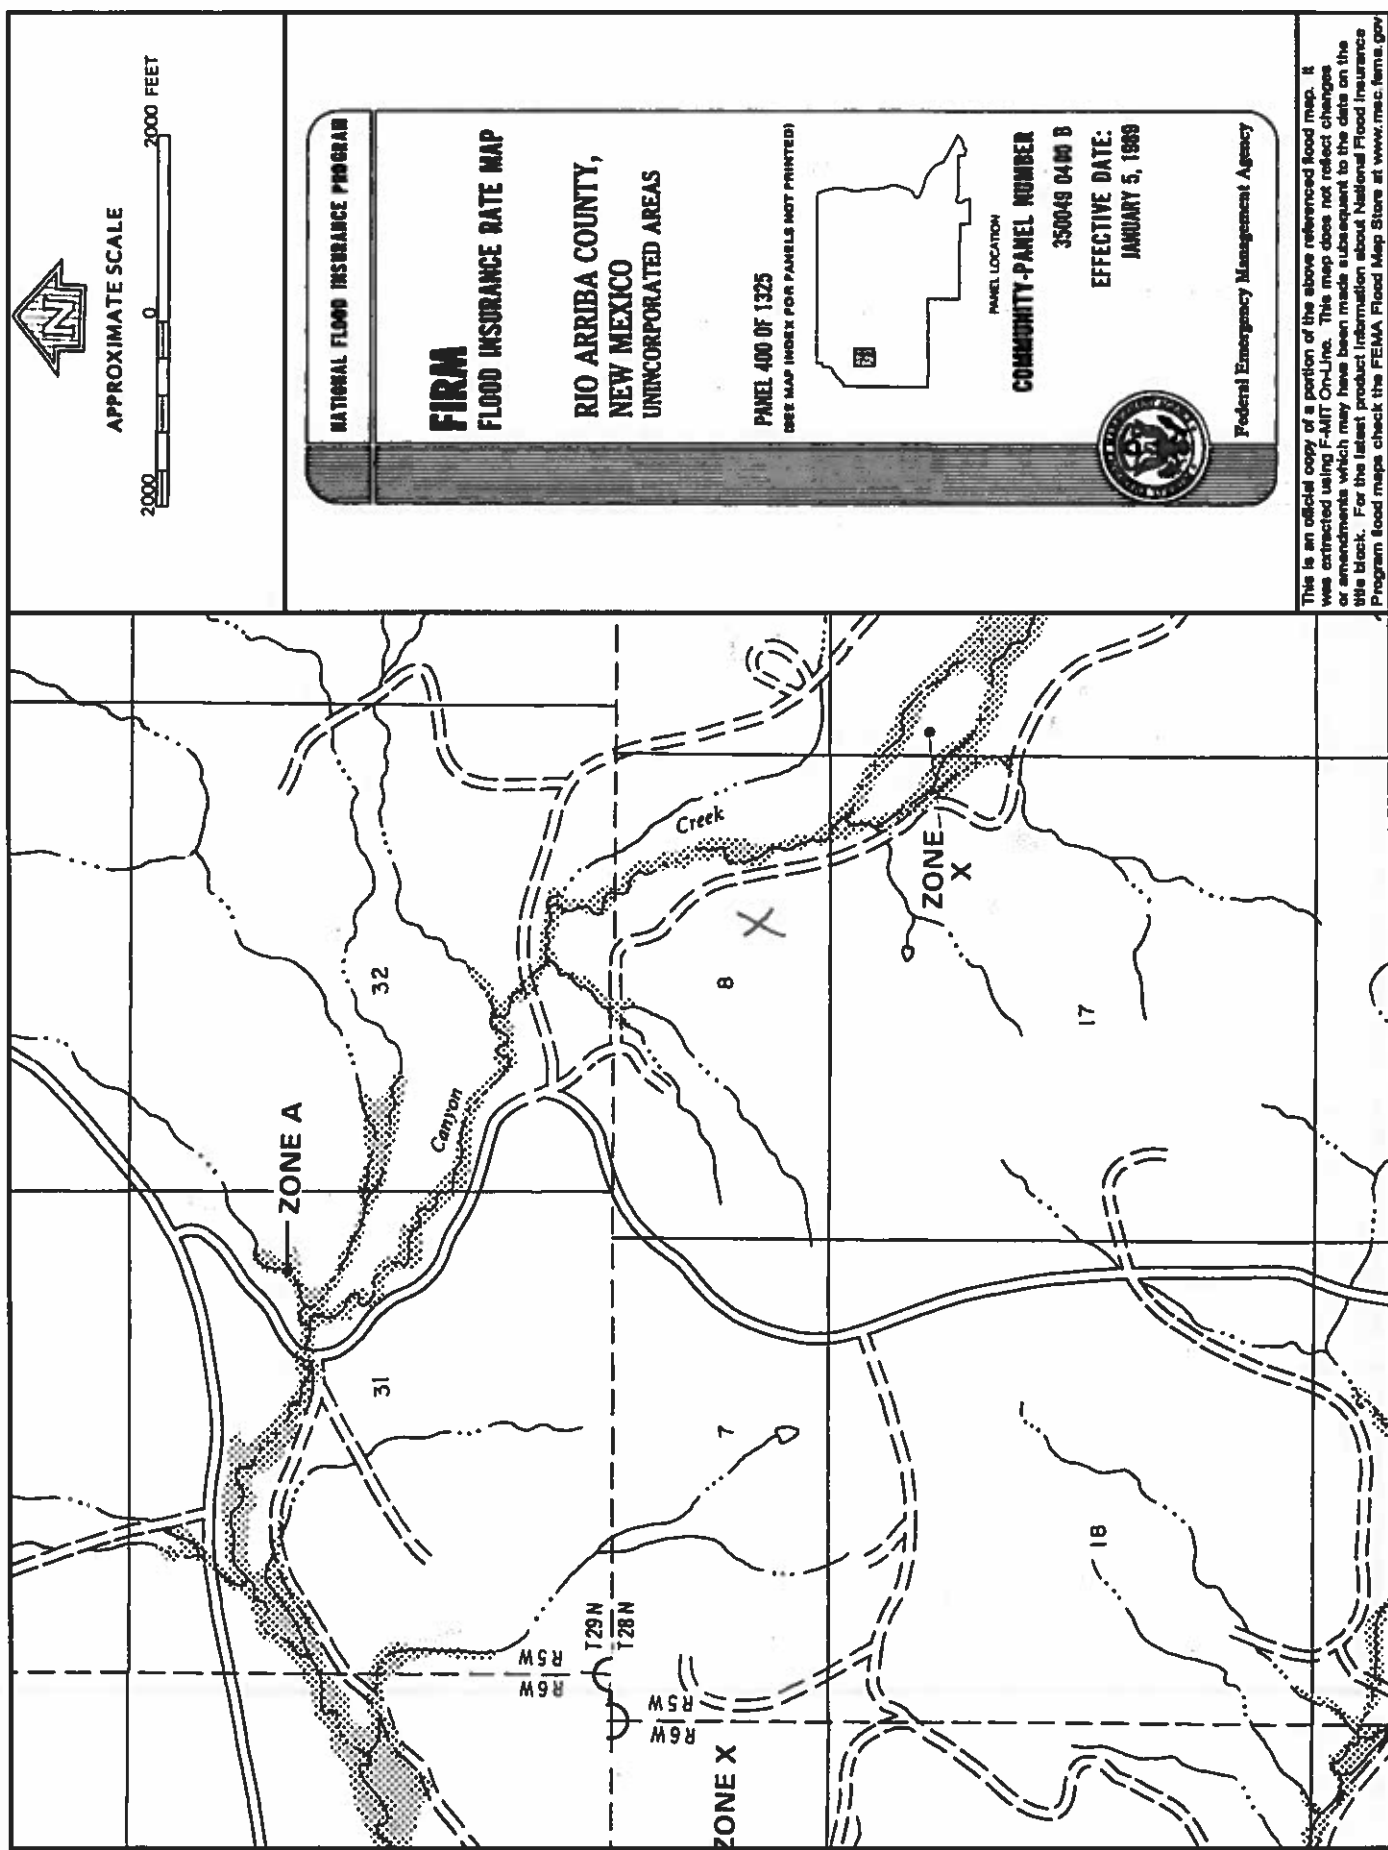 APPROXIMATE SCALE
2000 0 2000 FEET
NATIONAL FLOOD INSURANCE PROGRAM
FIRM
FLOOD INSURANCE RATE MAP
RIO ARRIBA COUNTY,
NEW MEXICO
UNINCORPORATED AREAS
PANEL 400 OF 1325
(SEE MAP INDEX FOR PANELS NOT PRINTED)
PANEL LOCATION
COMMUNITY-PANEL NUMBER
350049 0400 B
EFFECTIVE DATE:
JANUARY 5, 1989
Federal Emergency Management Agency
This is an official copy of a portion of the above referenced flood map. It
was extracted using F-MIT On-Line. This map does not reflect changes
or amendments which may have been made subsequent to the date on the
title block. For the latest product information about National Flood Insurance
Program flood maps check the FEMA Flood Map Store at www.msc.fema.gov
ZONE A
32
Canyon
31
Creek
8
X
7
ZONE
X
17
18
T29N
T28N
R6W R5W
R6W R5W
ZONE X